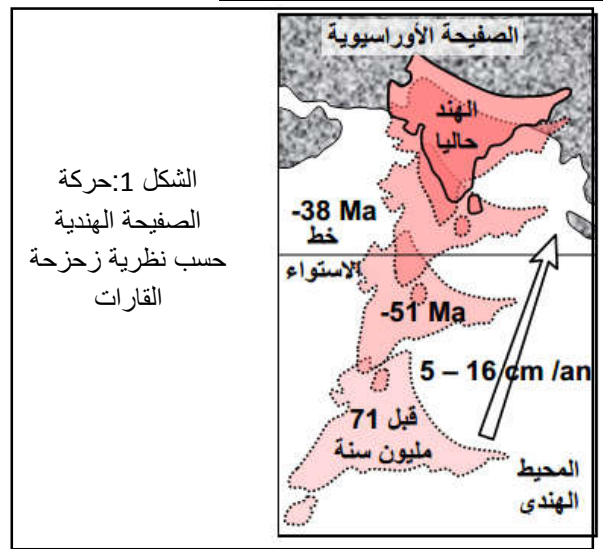 الصفيحة الأوراسيوية
الهند
حاليا
-38 Ma
خط
الاستواء
-51 Ma
5 – 16 cm /an
قبل 71
مليون سنة
المحيط
الهندي
الشكل 1:حركة
الصفيحة الهندية
حسب نظرية زحزحة
القارات